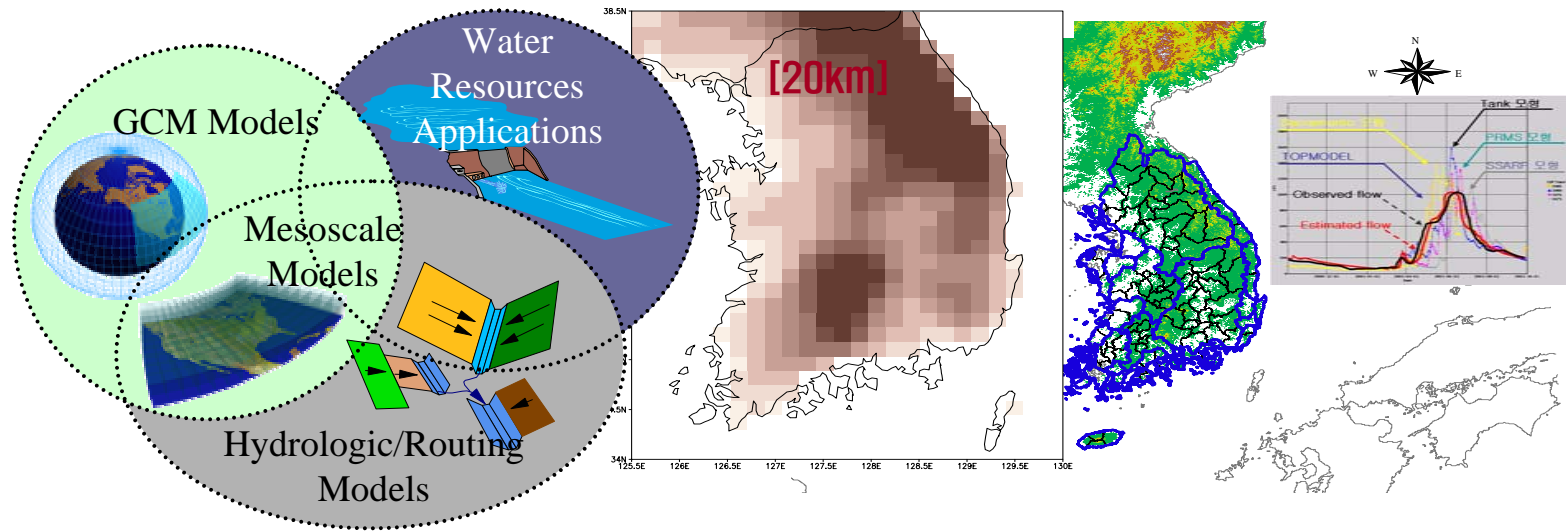 GCM Models
Water
Resources
Applications
Mesoscale
Models
Hydrologic/Routing
Models
38.5N
[20km]
34N
125.5E
126E
126.5E
127E
127.5E
128E
128.5E
129E
129.5E
130E
N
W
E
Tank 모형
PRMS 모형
TOPMODEL
SSARR 모형
Observed flow
Estimated flow